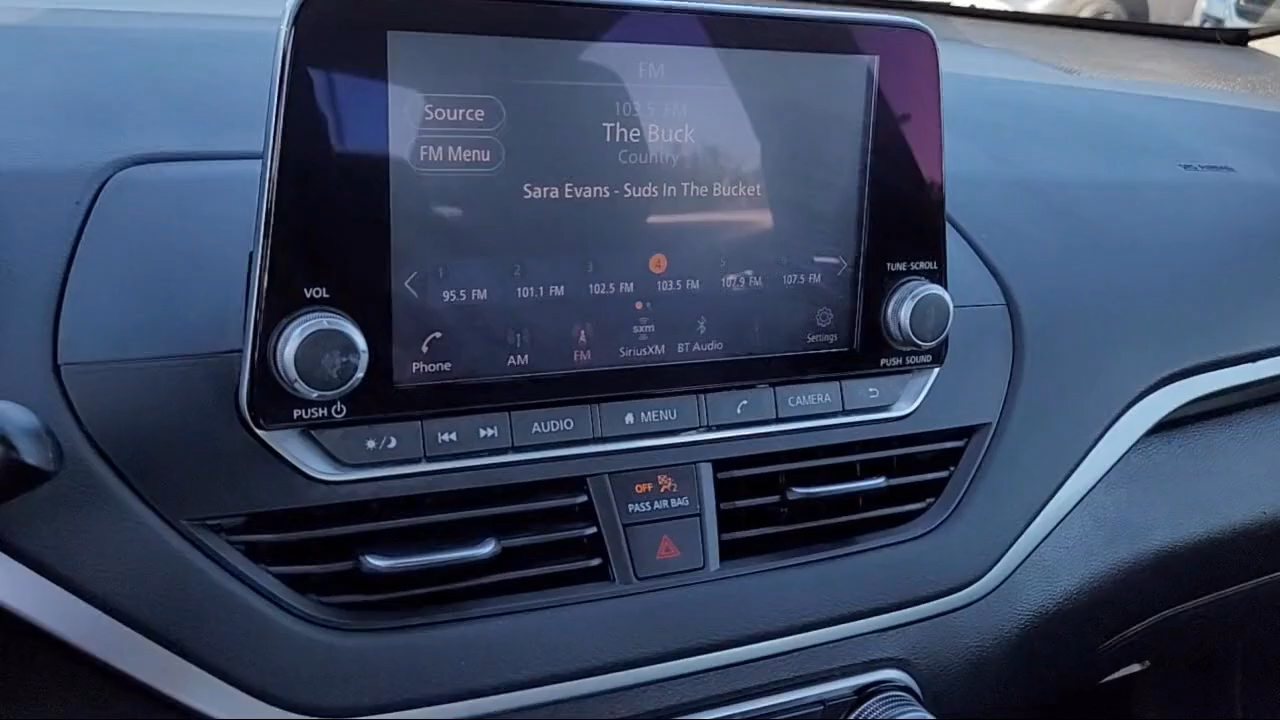 FM
Source
103.5 FM
The Buck
FM Menu
Country
Sara Evans - Suds In The Bucket
1 2 3 4 5
95.5 FM 101.1 FM 102.5 FM 103.5 FM 107.9 FM 107.5 FM
Phone AM FM sxm SiriusXM BT Audio Settings
VOL
PUSH
TUNE·SCROLL
PUSH SOUND
AUDIO MENU CAMERA
OFF 2
PASS AIR BAG